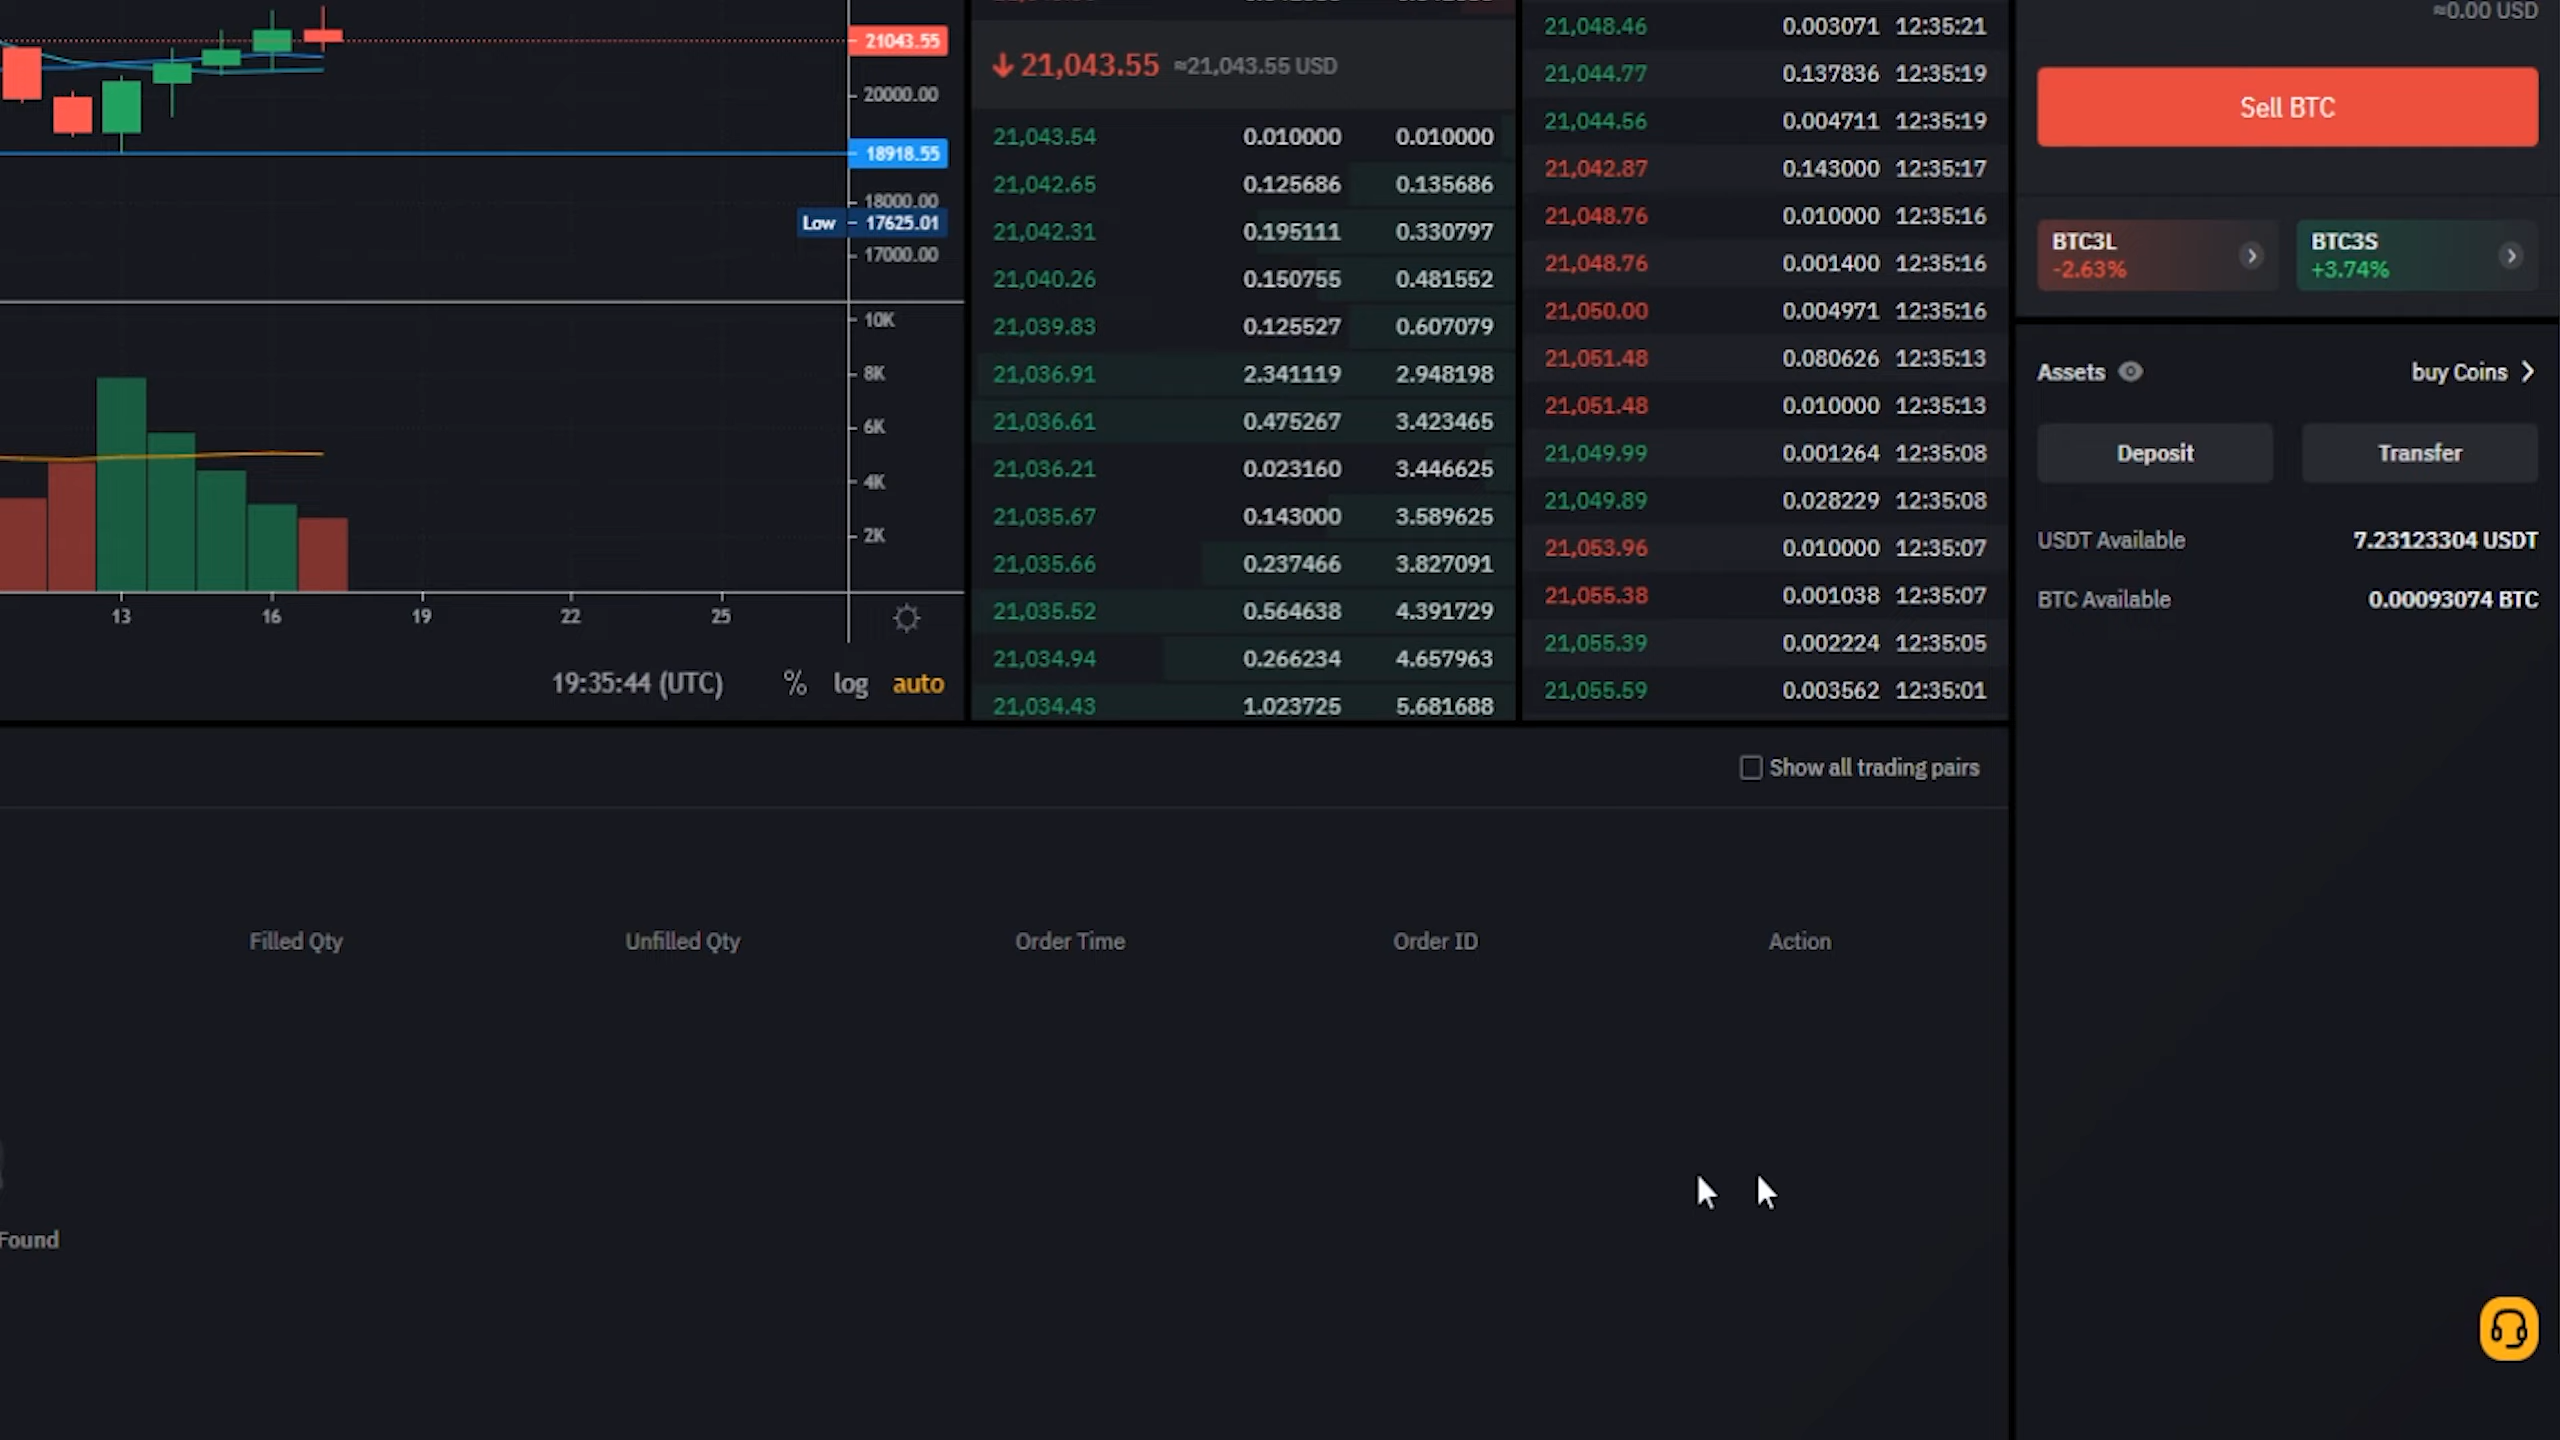 21043.55
20000.00
18918.55
18000.00
Low 17625.01
17000.00
10K
8K
6K
4K
2K
13 16 19 22 25
19:35:44 (UTC) % log auto
21,043.55 ≈21,043.55 USD
21,043.54 0.010000 0.010000
21,042.65 0.125686 0.135686
21,042.31 0.195111 0.330797
21,040.26 0.150755 0.481552
21,039.83 0.125527 0.607079
21,036.91 2.341119 2.948198
21,036.61 0.475267 3.423465
21,036.21 0.023160 3.446625
21,035.67 0.143000 3.589625
21,035.66 0.237466 3.827091
21,035.52 0.564638 4.391729
21,034.94 0.266234 4.657963
21,034.43 1.023725 5.681688
21,048.46 0.003071 12:35:21
21,044.77 0.137836 12:35:19
21,044.56 0.004711 12:35:19
21,042.87 0.143000 12:35:17
21,048.76 0.010000 12:35:16
21,048.76 0.001400 12:35:16
21,050.00 0.004971 12:35:16
21,051.48 0.080626 12:35:13
21,051.48 0.010000 12:35:13
21,049.99 0.001264 12:35:08
21,049.89 0.028229 12:35:08
21,053.96 0.010000 12:35:07
21,055.38 0.001038 12:35:07
21,055.39 0.002224 12:35:05
21,055.59 0.003562 12:35:01
≈0.00 USD
Sell BTC
BTC3L BTC3S
-2.63% +3.74%
Assets buy Coins
Deposit Transfer
USDT Available 7.23123304 USDT
BTC Available 0.00093074 BTC
Show all trading pairs
Filled Qty Unfilled Qty Order Time Order ID Action
Found